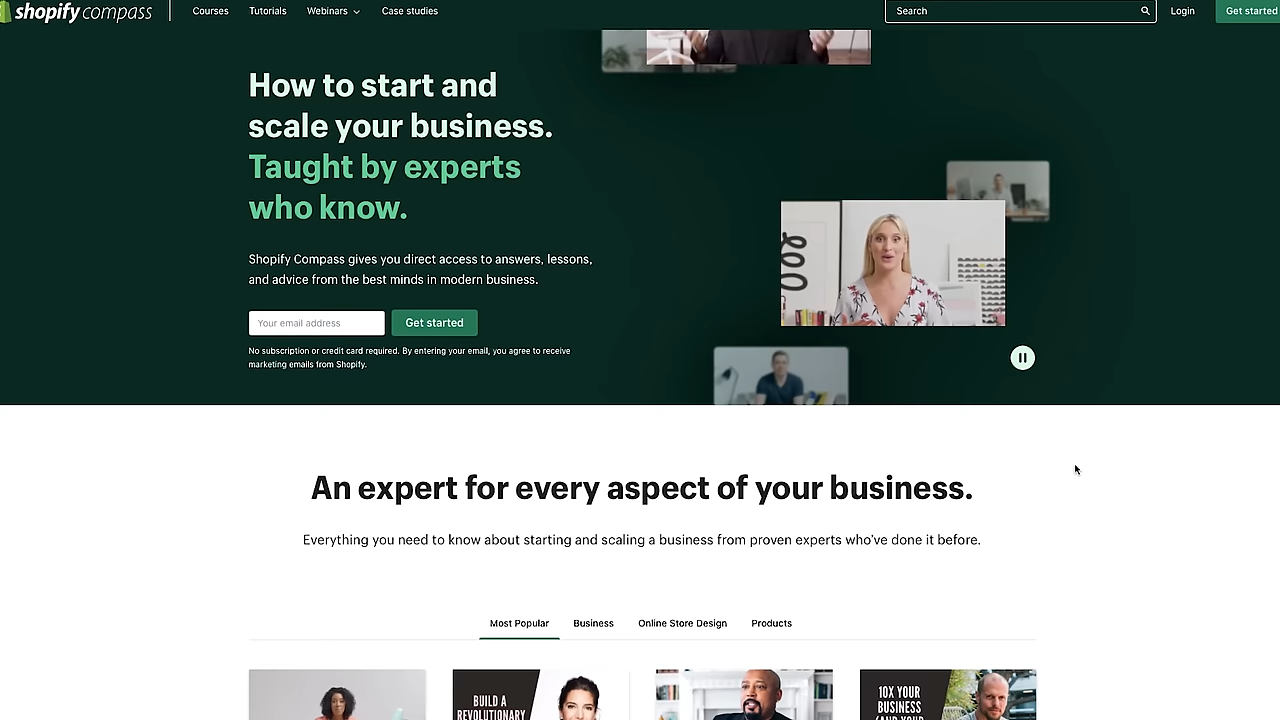 shopify compass
Courses
Tutorials
Webinars
Case studies
Search
Login
Get started
How to start and
scale your business.
Taught by experts
who know.
Shopify Compass gives you direct access to answers, lessons,
and advice from the best minds in modern business.
Your email address
Get started
No subscription or credit card required. By entering your email, you agree to receive
marketing emails from Shopify.
An expert for every aspect of your business.
Everything you need to know about starting and scaling a business from proven experts who've done it before.
Most Popular
Business
Online Store Design
Products
BUILD A
REVOLUTIONARY
10X YOUR
BUSINESS
(AND YOUR